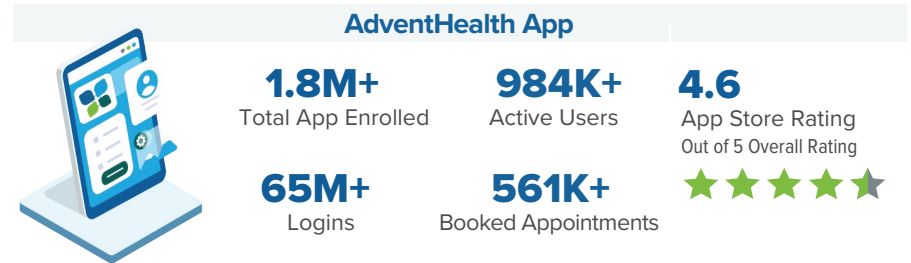 AdventHealth App
1.8M+
Total App Enrolled
984K+
Active Users
4.6
App Store Rating
Out of 5 Overall Rating
65M+
Logins
561K+
Booked Appointments